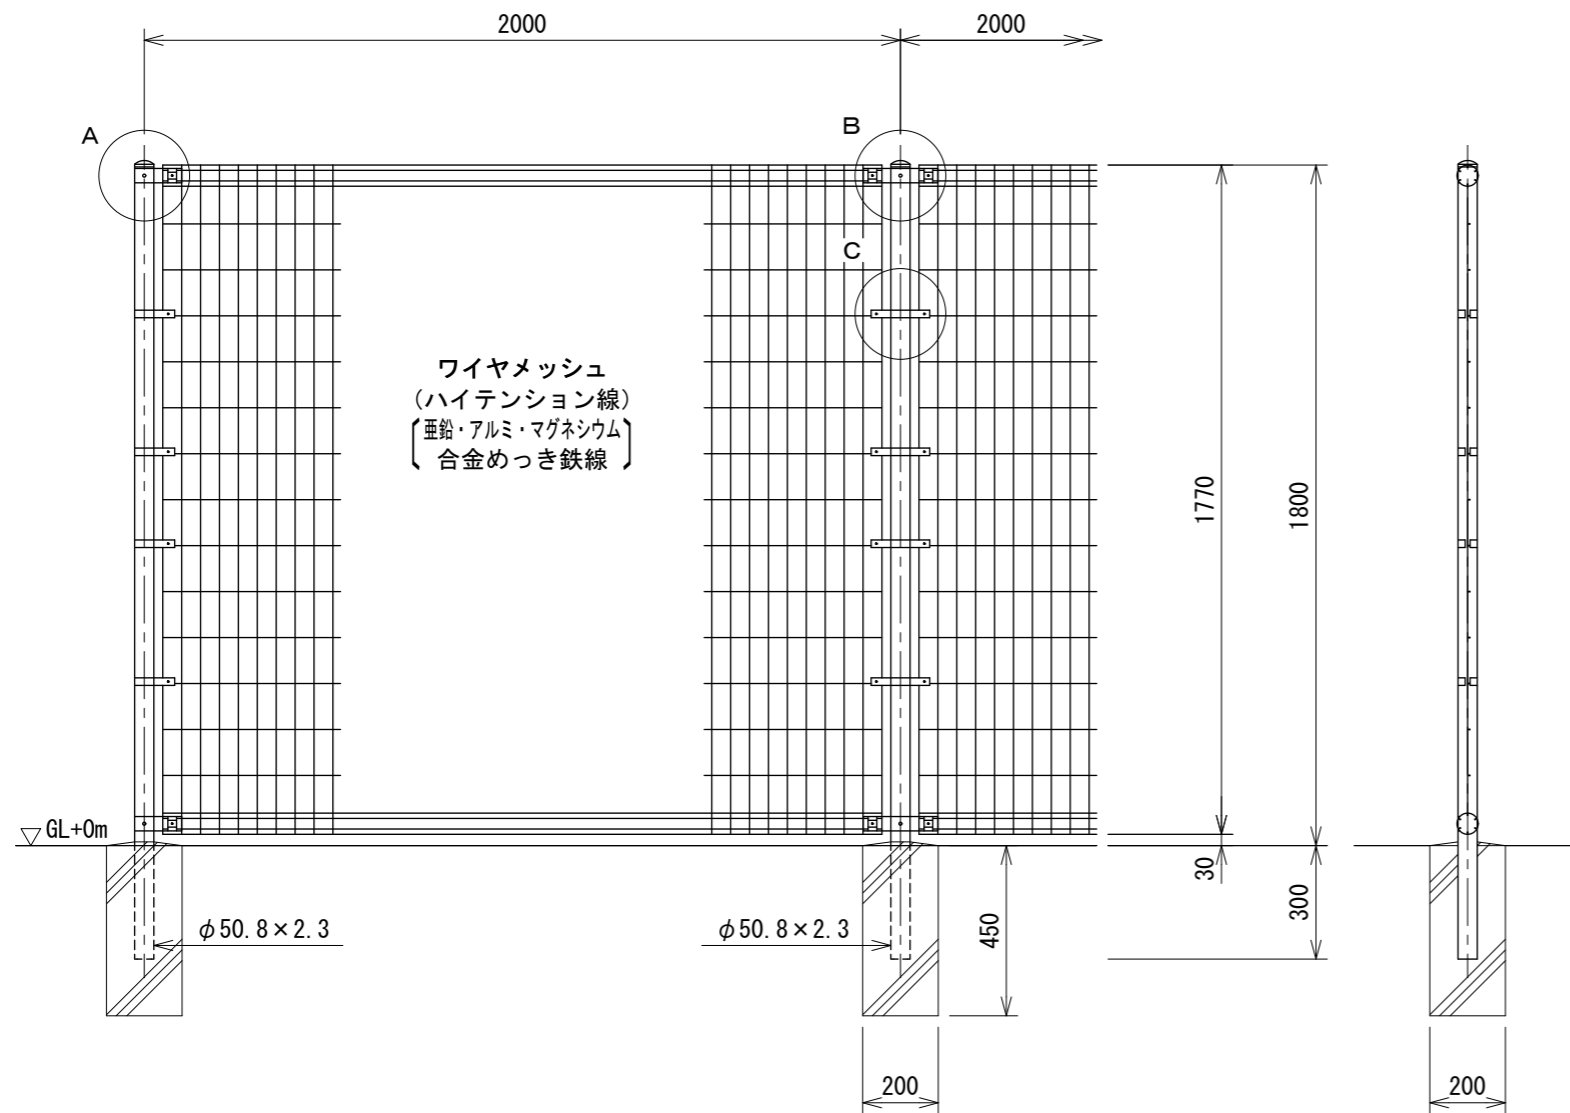 2000
2000
A
B
C
ワイヤメッシュ
(ハイテンション線)
亜鉛・アルミ・マグネシウム
合金めっき鉄線
1770
1800
GL+0m
30
300
φ50.8×2.3
φ50.8×2.3
450
200
200